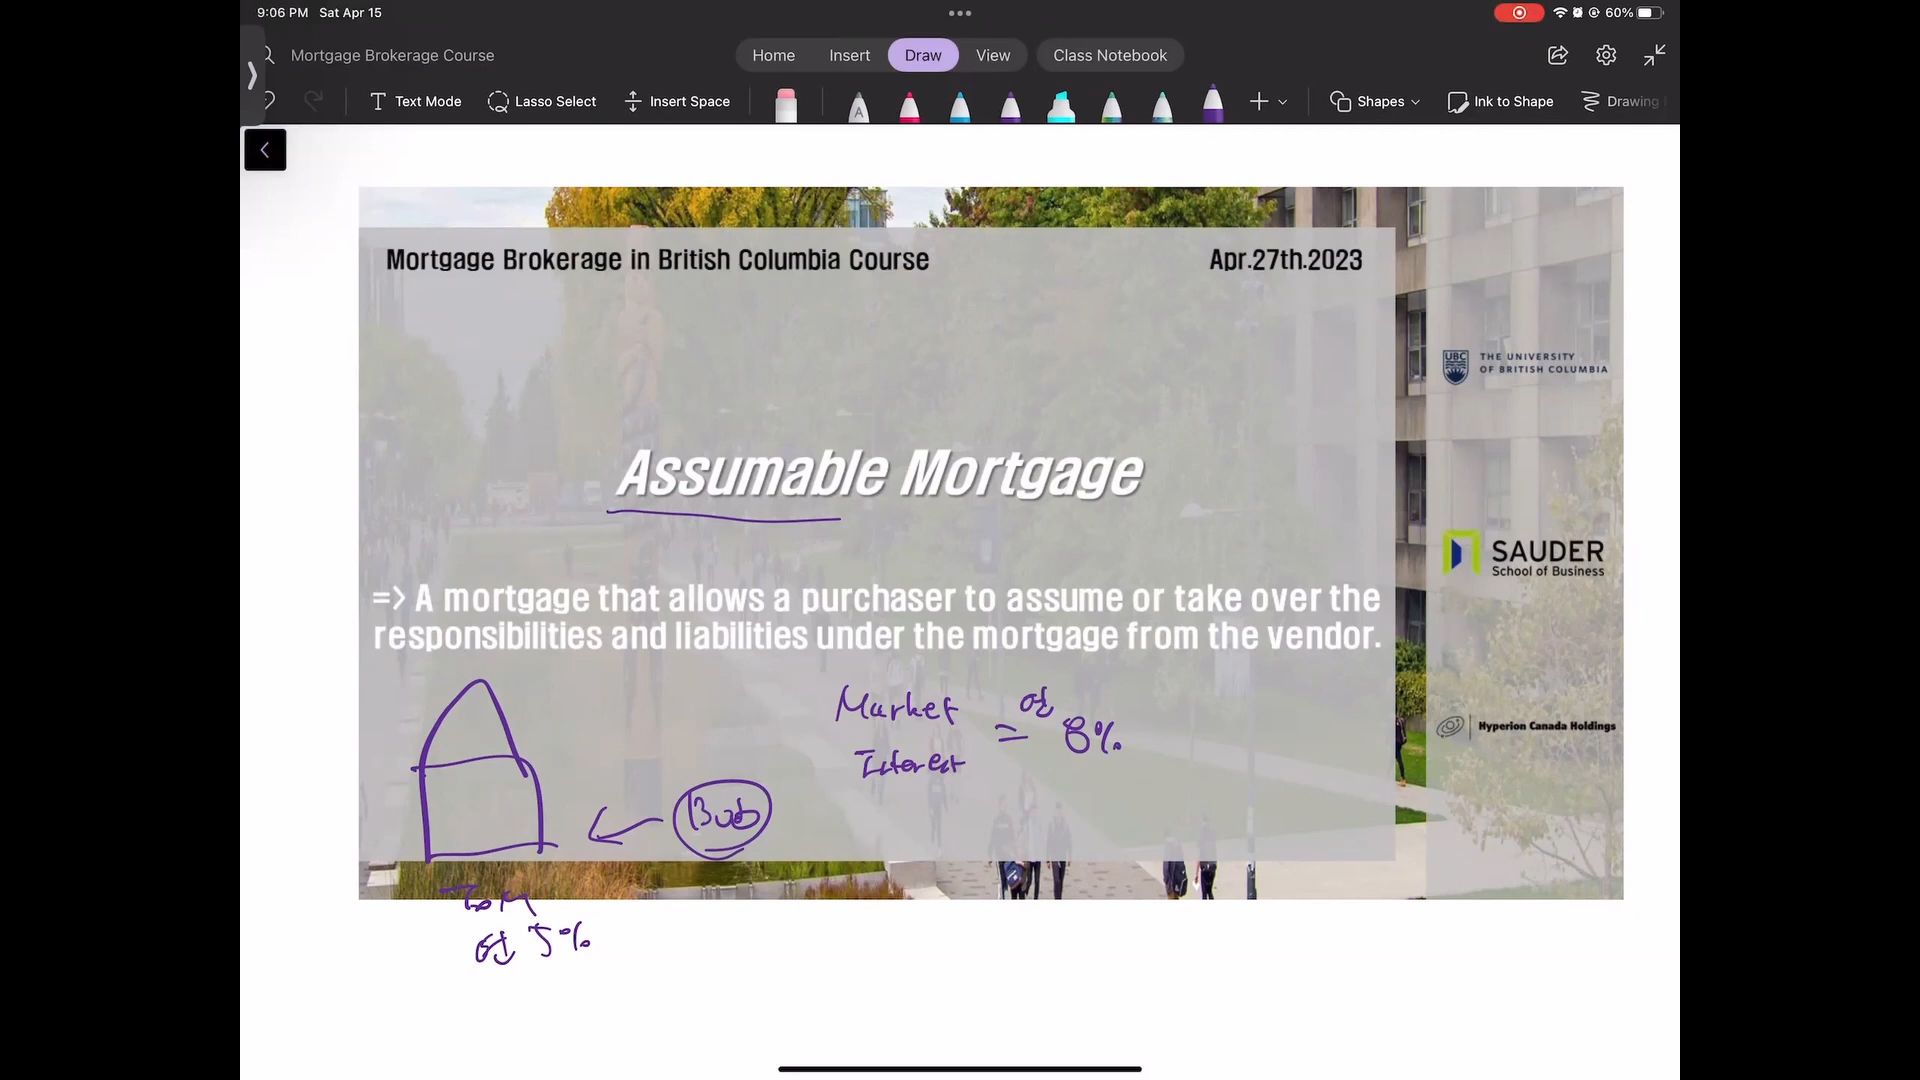 9:06 PM Sat Apr 15
60%
Mortgage Brokerage Course
Home Insert Draw View Class Notebook
Text Mode Lasso Select Insert Space
A
Shapes Ink to Shape Drawing
Mortgage Brokerage in British Columbia Course
Apr.27th.2023
UBC THE UNIVERSITY
OF BRITISH COLUMBIA
Assumable Mortgage
SAUDER
School of Business
=> A mortgage that allows a purchaser to assume or take over the
responsibilities and liabilities under the mortgage from the vendor.
Hyperion Canada Holdings
Market
Interest
= 연 8%
Bob
Tom
연 5%